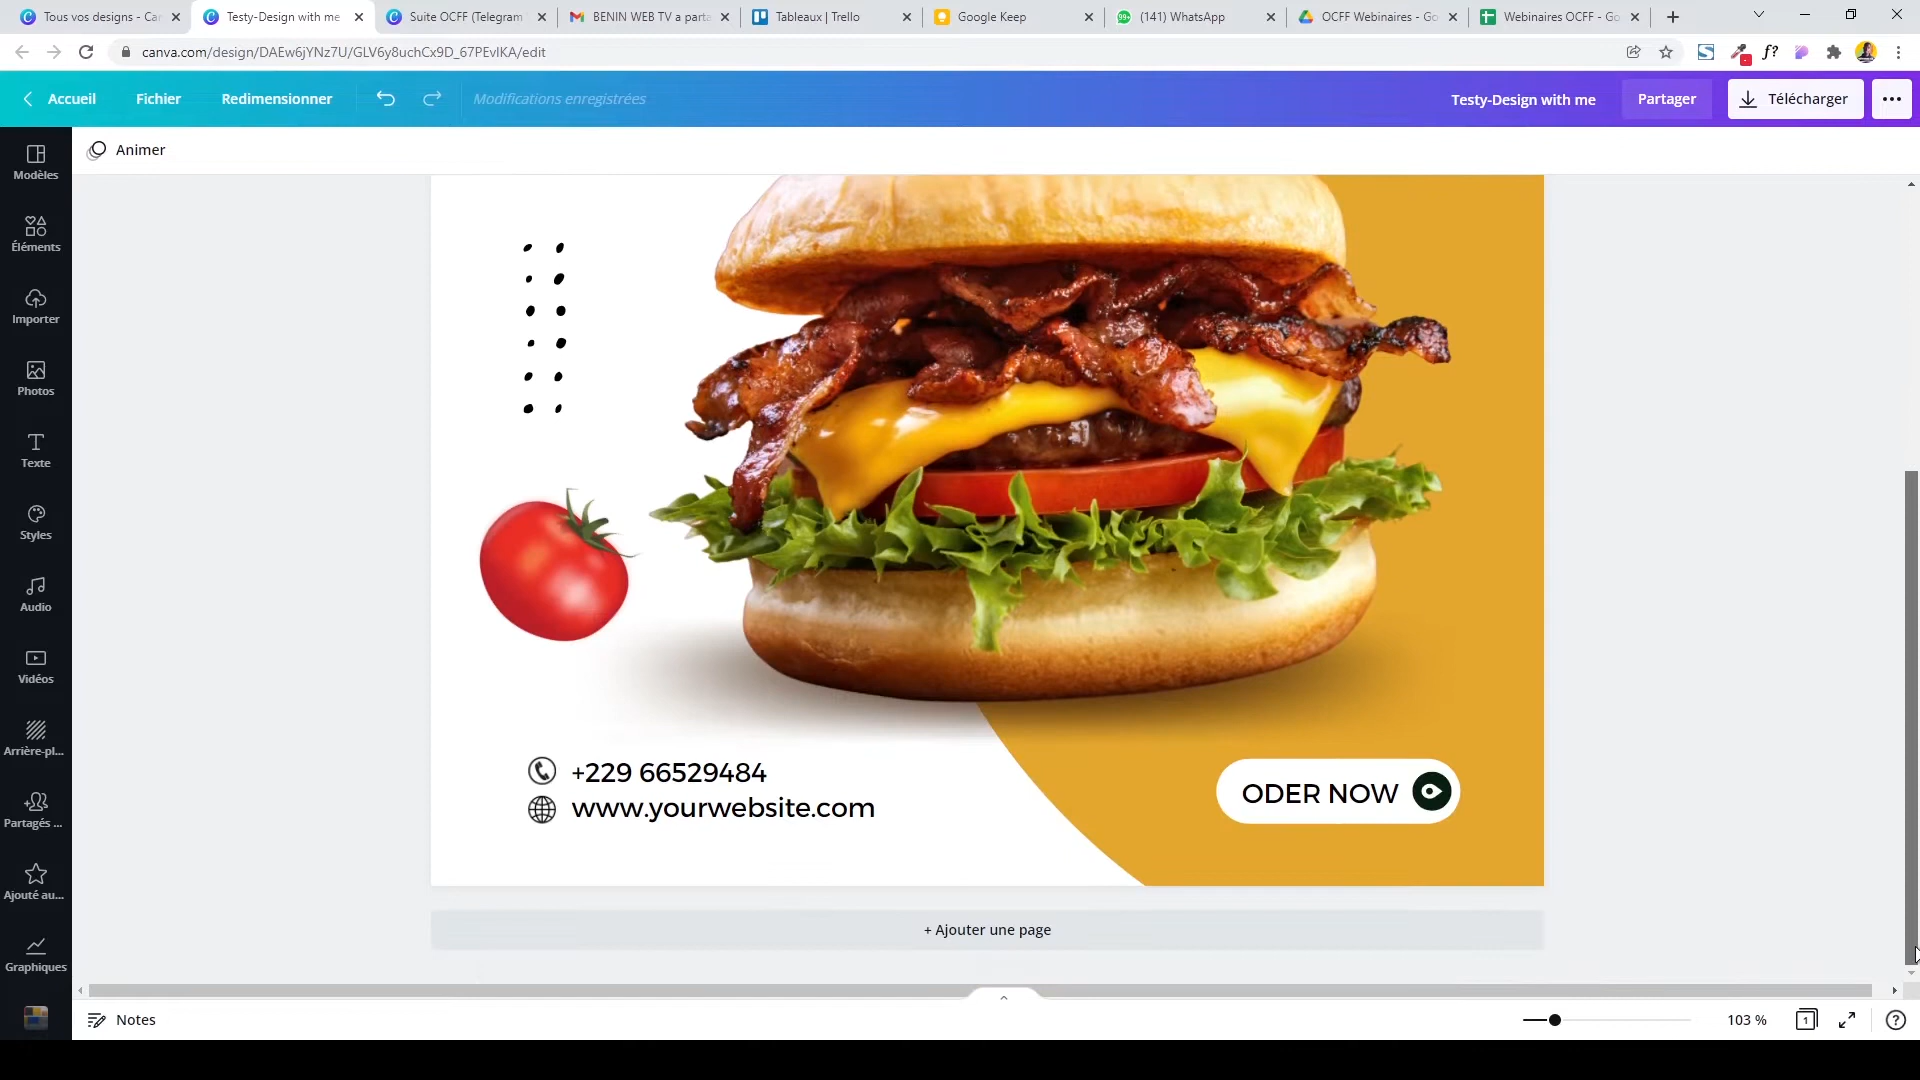 Tous vos designs - Can
Testy-Design with me
Suite OCFF (Telegram
BENIN WEB TV a parta
Tableaux | Trello
Google Keep
99+
(141) WhatsApp
OCFF Webinaires - Go
Webinaires OCFF - Go
canva.com/design/DAEw6jYNz7U/GLV6y8uchCx9D_67PEvIKA/edit
f?
Accueil
Fichier
Redimensionner
Modifications enregistrées
Testy-Design with me
Partager
Télécharger
Animer
Modèles
Éléments
Importer
Photos
Texte
Styles
Audio
Vidéos
Arrière-pl...
Partagés ...
Ajouté au...
Graphiques
+229 66529484
www.yourwebsite.com
ODER NOW
+ Ajouter une page
Notes
103 %
1
?